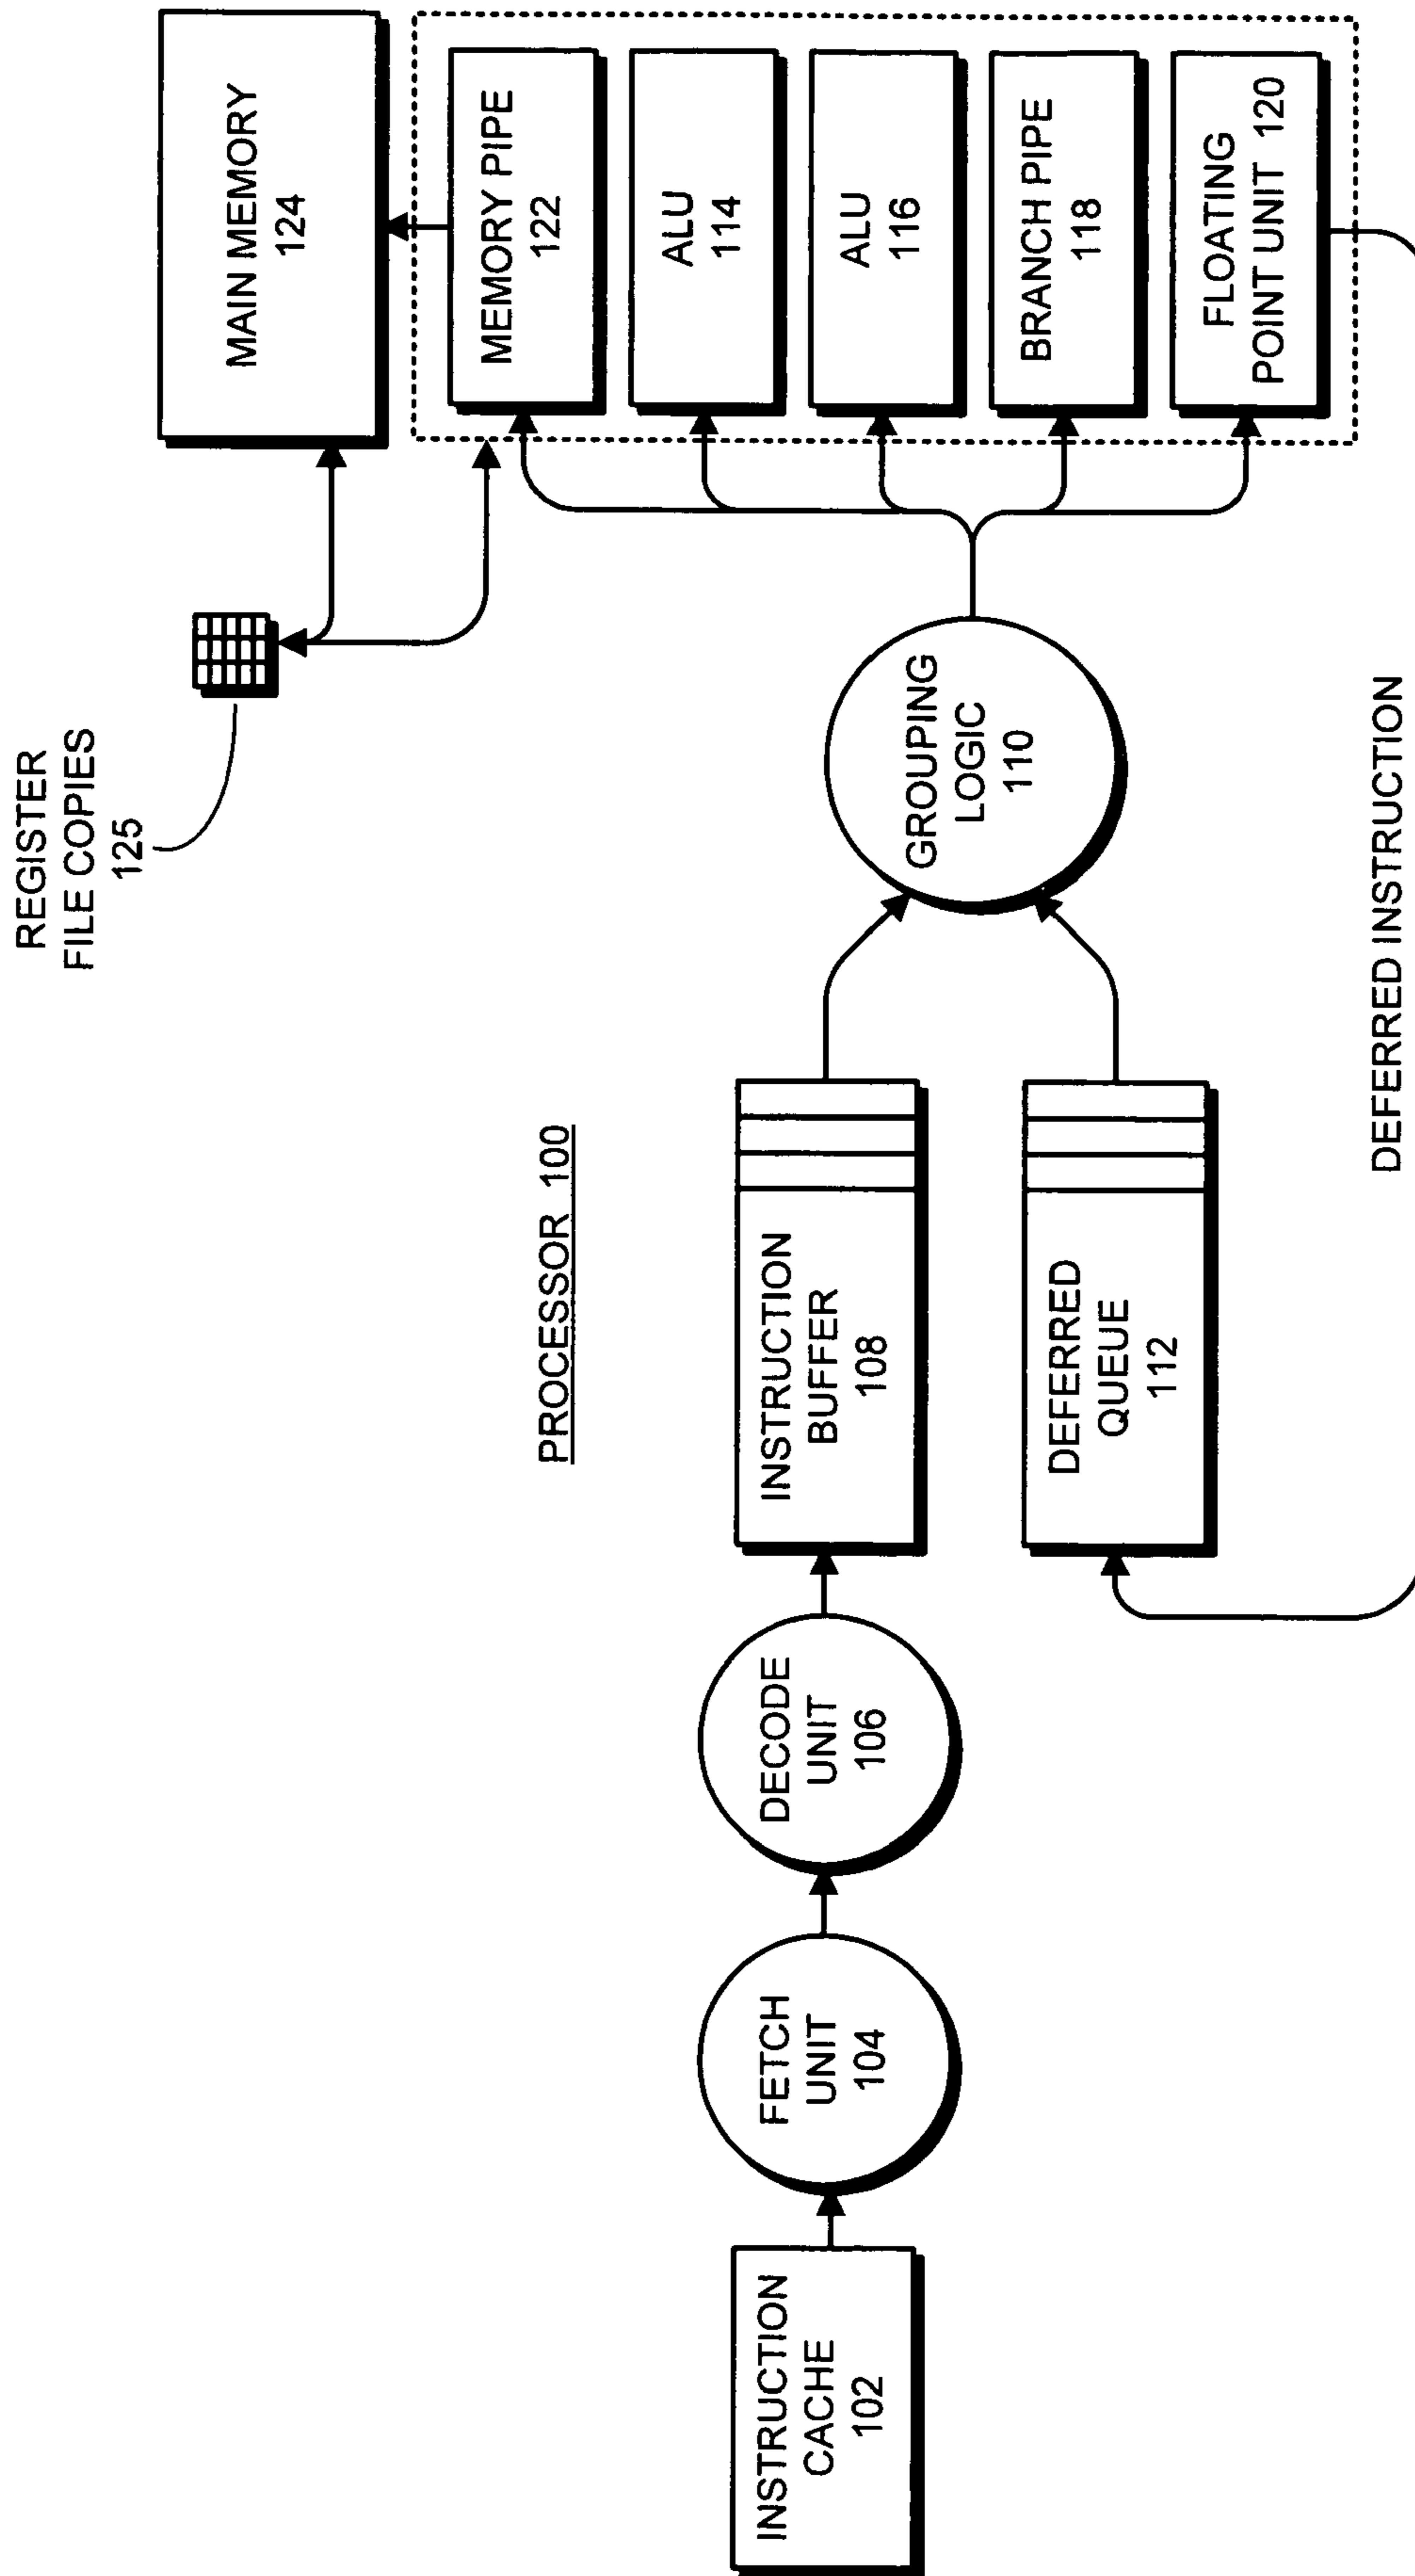 PROCESSOR 100
INSTRUCTION
CACHE
102
FETCH
UNIT
104
DECODE
UNIT
106
INSTRUCTION
BUFFER
108
DEFERRED
QUEUE
112
GROUPING
LOGIC
110
REGISTER
FILE COPIES
125
MAIN MEMORY
124
MEMORY PIPE
122
ALU
114
ALU
116
BRANCH PIPE
118
FLOATING
POINT UNIT 120
DEFERRED INSTRUCTION